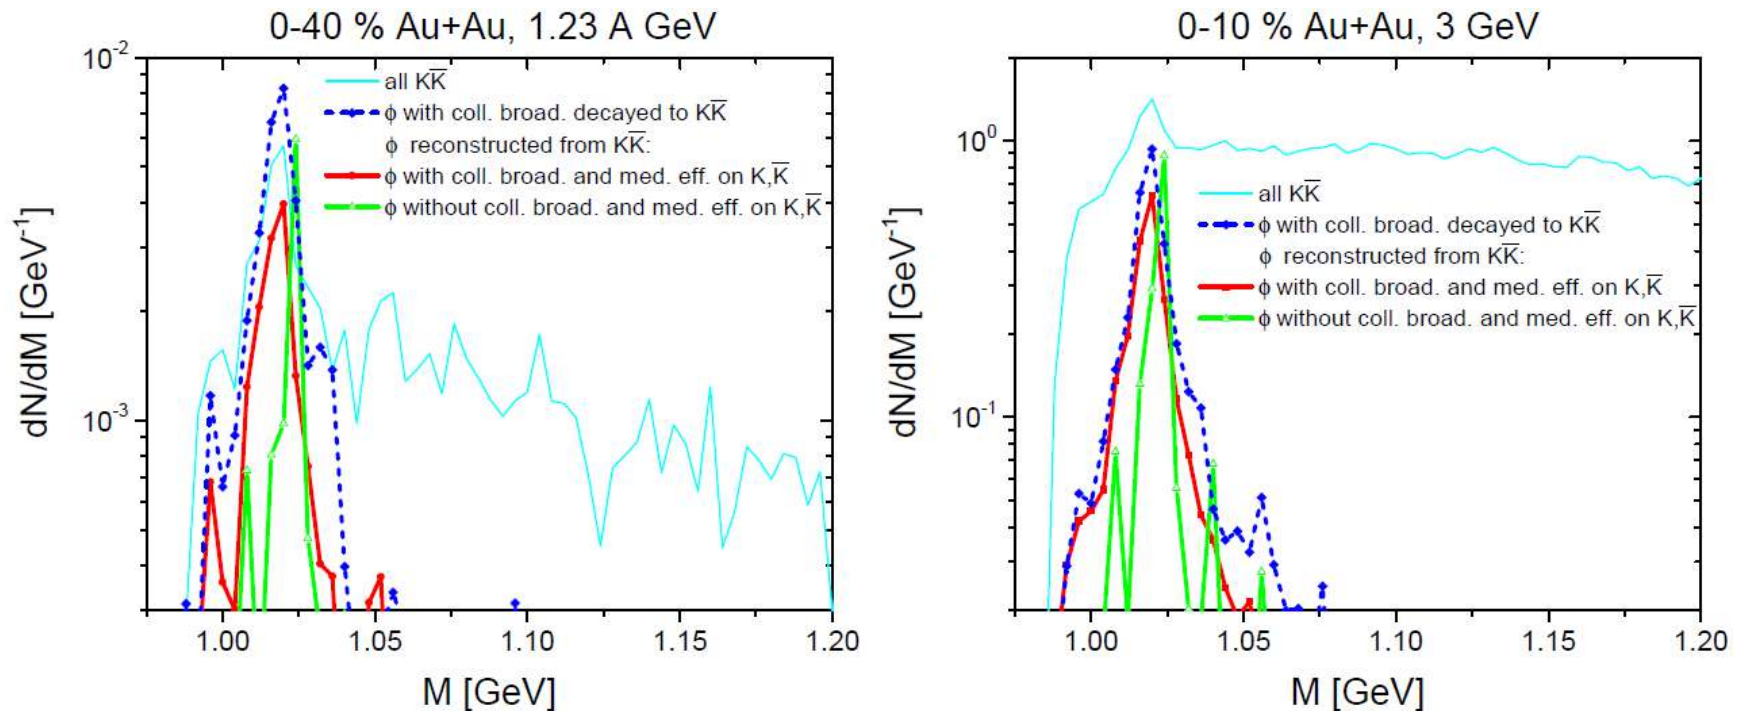 0-40 % Au+Au, 1.23 A GeV
10⁻²
all KK̅
ϕ with coll. broad. decayed to KK̅
ϕ reconstructed from KK̅:
ϕ with coll. broad. and med. eff. on K,K̅
ϕ without coll. broad. and med. eff. on K,K̅
dN/dM [GeV⁻¹]
10⁻³
1.00 1.05 1.10 1.15 1.20
M [GeV]
0-10 % Au+Au, 3 GeV
10⁰
all KK̅
ϕ with coll. broad. decayed to KK̅
ϕ reconstructed from KK̅:
ϕ with coll. broad. and med. eff. on K,K̅
ϕ without coll. broad. and med. eff. on K,K̅
dN/dM [GeV⁻¹]
10⁻¹
1.00 1.05 1.10 1.15 1.20
M [GeV]